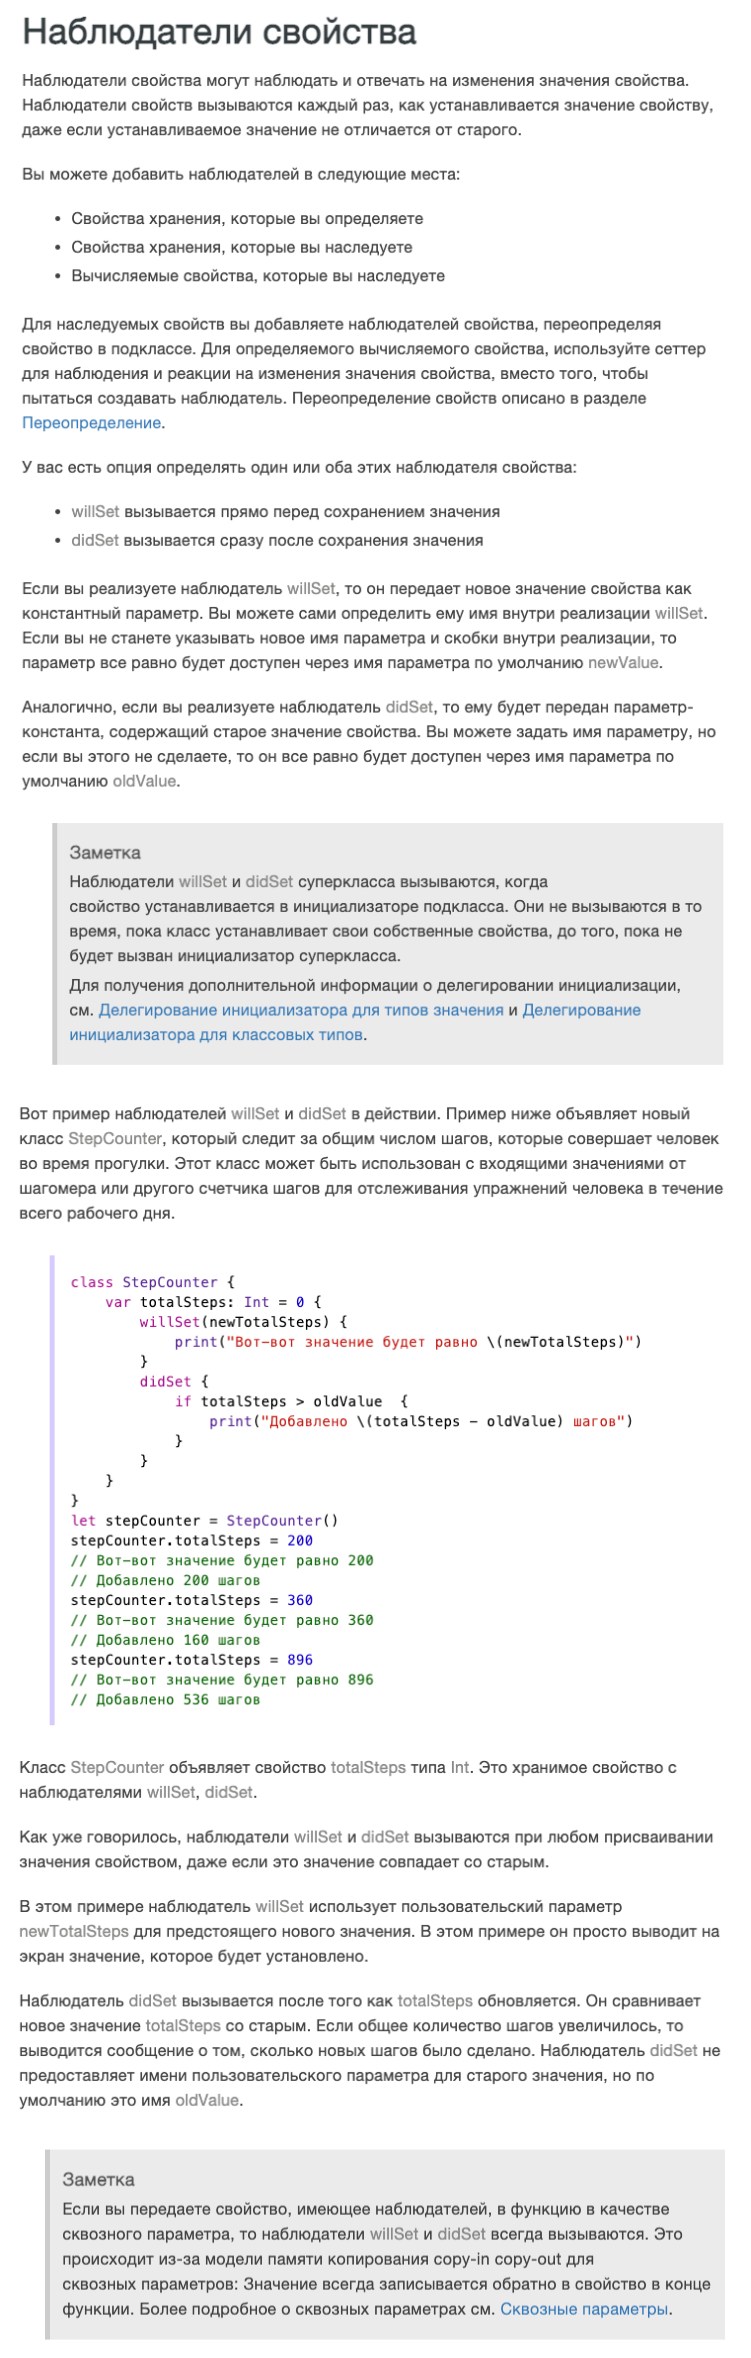 Наблюдатели свойства
Наблюдатели свойства могут наблюдать и отвечать на изменения значения свойства.
Наблюдатели свойств вызываются каждый раз, как устанавливается значение свойству,
даже если устанавливаемое значение не отличается от старого.
Вы можете добавить наблюдателей в следующие места:
• Свойства хранения, которые вы определяете
• Свойства хранения, которые вы наследуете
• Вычисляемые свойства, которые вы наследуете
Для наследуемых свойств вы добавляете наблюдателей свойства, переопределяя
свойство в подклассе. Для определяемого вычисляемого свойства, используйте сеттер
для наблюдения и реакции на изменения значения свойства, вместо того, чтобы
пытаться создавать наблюдатель. Переопределение свойств описано в разделе
Переопределение.
У вас есть опция определять один или оба этих наблюдателя свойства:
• willSet вызывается прямо перед сохранением значения
• didSet вызывается сразу после сохранения значения
Если вы реализуете наблюдатель willSet, то он передает новое значение свойства как
константный параметр. Вы можете сами определить ему имя внутри реализации willSet.
Если вы не станете указывать новое имя параметра и скобки внутри реализации, то
параметр все равно будет доступен через имя параметра по умолчанию newValue.
Аналогично, если вы реализуете наблюдатель didSet, то ему будет передан параметр-
константа, содержащий старое значение свойства. Вы можете задать имя параметру, но
если вы этого не сделаете, то он все равно будет доступен через имя параметра по
умолчанию oldValue.
Заметка
Наблюдатели willSet и didSet суперкласса вызываются, когда
свойство устанавливается в инициализаторе подкласса. Они не вызываются в то
время, пока класс устанавливает свои собственные свойства, до того, пока не
будет вызван инициализатор суперкласса.
Для получения дополнительной информации о делегировании инициализации,
см. Делегирование инициализатора для типов значения и Делегирование
инициализатора для классовых типов.
Вот пример наблюдателей willSet и didSet в действии. Пример ниже объявляет новый
класс StepCounter, который следит за общим числом шагов, которые совершает человек
во время прогулки. Этот класс может быть использован с входящими значениями от
шагомера или другого счетчика шагов для отслеживания упражнений человека в течение
всего рабочего дня.
class StepCounter {
    var totalSteps: Int = 0 {
        willSet(newTotalSteps) {
            print("Вот-вот значение будет равно \(newTotalSteps)")
        }
        didSet {
            if totalSteps > oldValue  {
                print("Добавлено \(totalSteps - oldValue) шагов")
            }
        }
    }
}
let stepCounter = StepCounter()
stepCounter.totalSteps = 200
// Вот-вот значение будет равно 200
// Добавлено 200 шагов
stepCounter.totalSteps = 360
// Вот-вот значение будет равно 360
// Добавлено 160 шагов
stepCounter.totalSteps = 896
// Вот-вот значение будет равно 896
// Добавлено 536 шагов
Класс StepCounter объявляет свойство totalSteps типа Int. Это хранимое свойство с
наблюдателями willSet, didSet.
Как уже говорилось, наблюдатели willSet и didSet вызываются при любом присваивании
значения свойством, даже если это значение совпадает со старым.
В этом примере наблюдатель willSet использует пользовательский параметр
newTotalSteps для предстоящего нового значения. В этом примере он просто выводит на
экран значение, которое будет установлено.
Наблюдатель didSet вызывается после того как totalSteps обновляется. Он сравнивает
новое значение totalSteps со старым. Если общее количество шагов увеличилось, то
выводится сообщение о том, сколько новых шагов было сделано. Наблюдатель didSet не
предоставляет имени пользовательского параметра для старого значения, но по
умолчанию это имя oldValue.
Заметка
Если вы передаете свойство, имеющее наблюдателей, в функцию в качестве
сквозного параметра, то наблюдатели willSet и didSet всегда вызываются. Это
происходит из-за модели памяти копирования copy-in copy-out для
сквозных параметров: Значение всегда записывается обратно в свойство в конце
функции. Более подробное о сквозных параметрах см. Сквозные параметры.